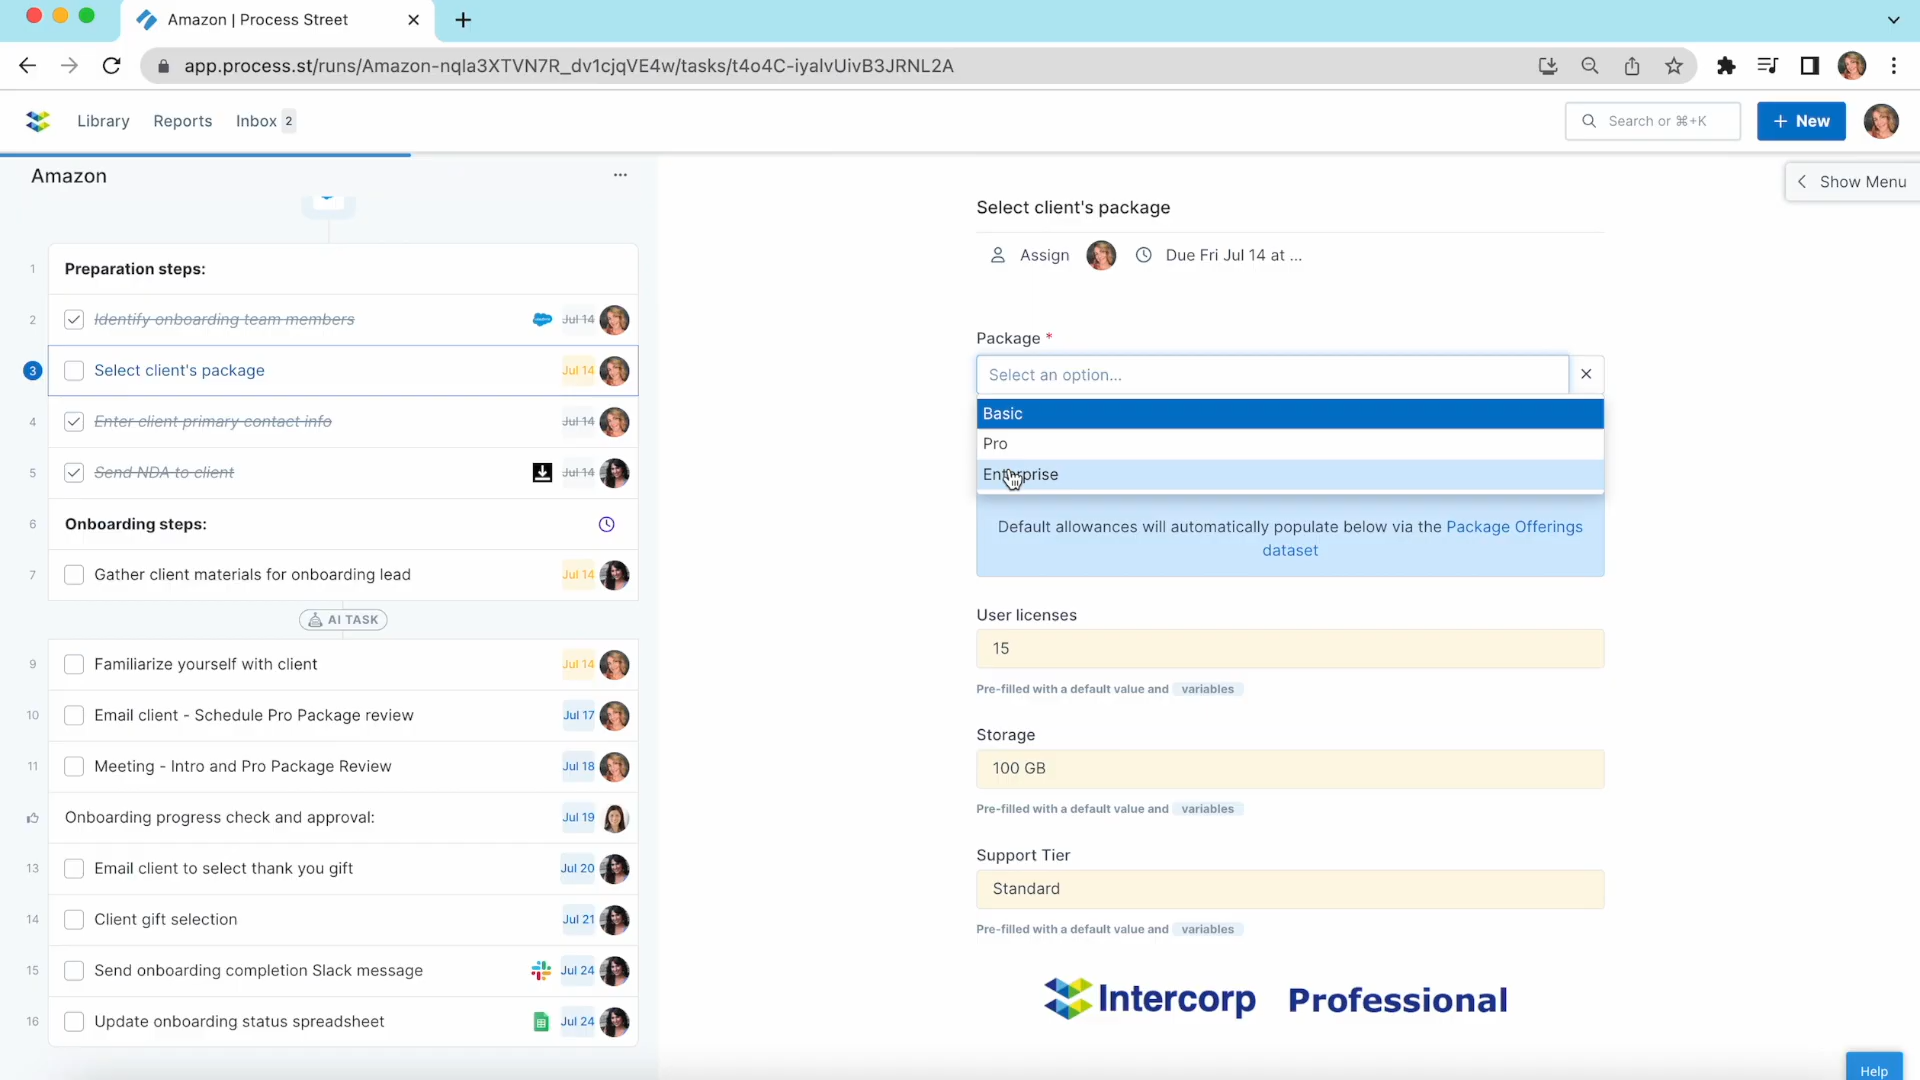 Amazon | Process Street
app.process.st/runs/Amazon-nqla3XTVN7R_dv1cjqVE4w/tasks/t4o4C-iyalvUivB3JRNL2A
Library Reports Inbox 2
Search or ⌘+K
+ New
Amazon
...
Show Menu
1 Preparation steps:
2 Identify onboarding team members Jul 14
3 Select client's package Jul 14
4 Enter client primary contact info Jul 14
5 Send NDA to client Jul 14
6 Onboarding steps:
7 Gather client materials for onboarding lead Jul 14
AI TASK
9 Familiarize yourself with client Jul 14
10 Email client - Schedule Pro Package review Jul 17
11 Meeting - Intro and Pro Package Review Jul 18
Onboarding progress check and approval: Jul 19
13 Email client to select thank you gift Jul 20
14 Client gift selection Jul 21
15 Send onboarding completion Slack message Jul 24
16 Update onboarding status spreadsheet Jul 24
Select client's package
Assign Due Fri Jul 14 at ...
Package *
Select an option...
Basic
Pro
Enterprise
Default allowances will automatically populate below via the Package Offerings
dataset
User licenses
15
Pre-filled with a default value and variables
Storage
100 GB
Pre-filled with a default value and variables
Support Tier
Standard
Pre-filled with a default value and variables
Intercorp Professional
Help